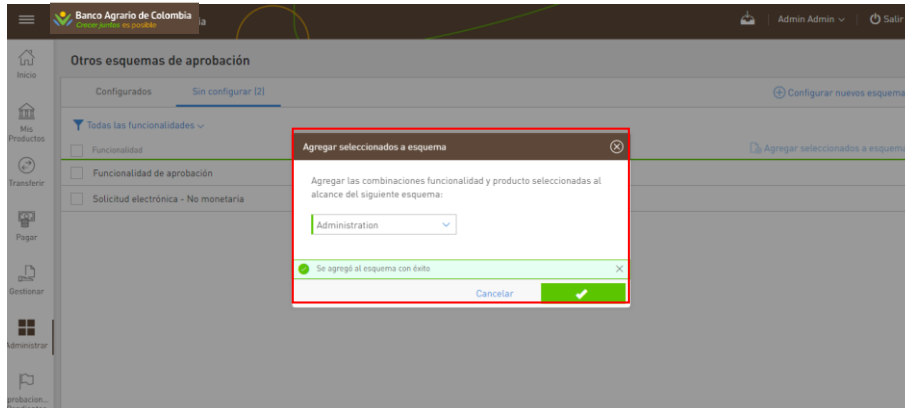 Banco Agrario de Colombia
Crecer juntos es posible
ia
Admin Admin
Salir
Inicio
Mis
Productos
Transferir
Pagar
Gestionar
Administrar
probacion...
Otros esquemas de aprobación
Configurados
Sin configurar (2)
Configurar nuevos esquema
Todas las funcionalidades
Funcionalidad
Agregar seleccionados a esquema
Funcionalidad de aprobación
Solicitud electrónica - No monetaria
Agregar seleccionados a esquema
Agregar las combinaciones funcionalidad y producto seleccionadas al
alcance del siguiente esquema:
Administration
Se agregó al esquema con éxito
Cancelar